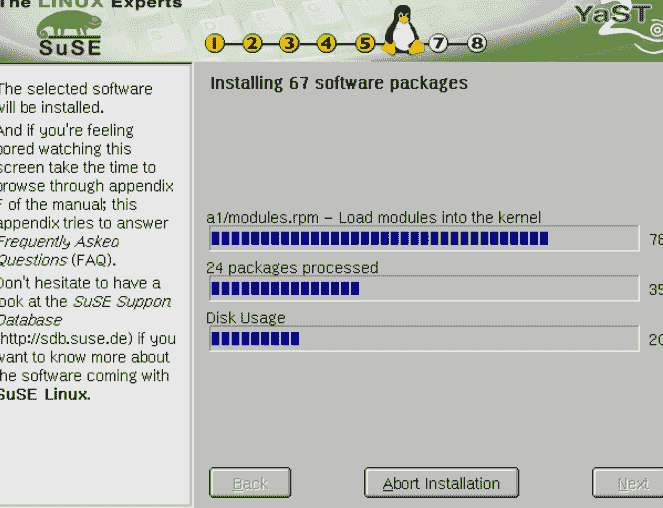 The LINUX Experts
SuSE
YaST
1 2 3 4 5 7 8
The selected software
will be installed.
And if you're feeling
bored watching this
screen take the time to
browse through appendix
F of the manual; this
appendix tries to answer
Frequently Asked
Questions (FAQ).
Don't hesitate to have a
look at the SuSE Support
Database
(http://sdb.suse.de) if you
want to know more about
the software coming with
SuSE Linux.
Installing 67 software packages
a1/modules.rpm – Load modules into the kernel
78
24 packages processed
35
Disk Usage
20
Back
Abort Installation
Next